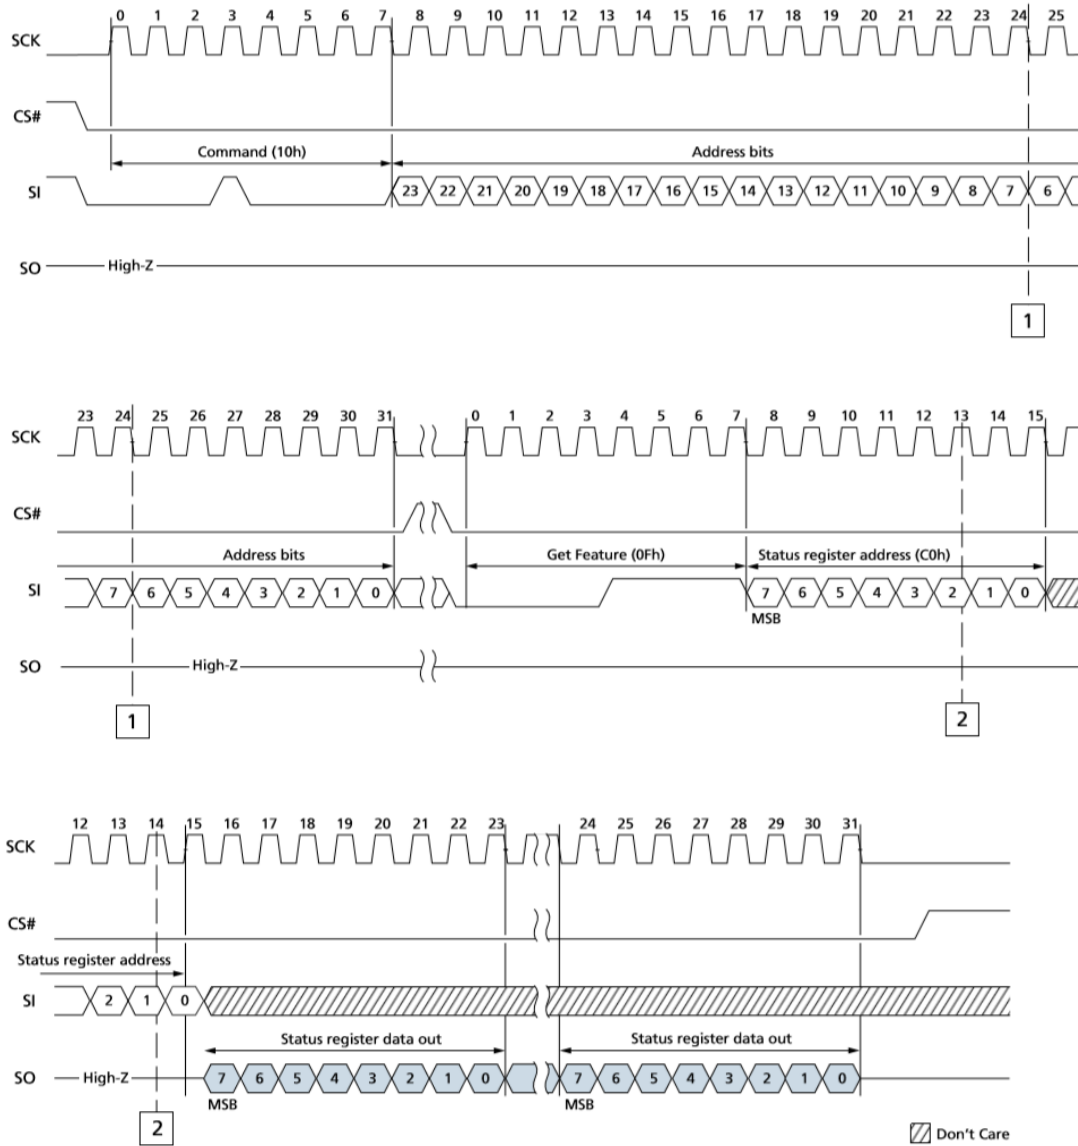 0 1 2 3 4 5 6 7 8 9 10 11 12 13 14 15 16 17 18 19 20 21 22 23 24 25
SCK
CS#
Command (10h) Address bits
SI 23 22 21 20 19 18 17 16 15 14 13 12 11 10 9 8 7 6
SO High-Z
1
23 24 25 26 27 28 29 30 31 0 1 2 3 4 5 6 7 8 9 10 11 12 13 14 15
SCK
CS#
Address bits Get Feature (0Fh) Status register address (C0h)
SI 7 6 5 4 3 2 1 0 7 6 5 4 3 2 1 0
MSB
SO High-Z
1 2
12 13 14 15 16 17 18 19 20 21 22 23 24 25 26 27 28 29 30 31
SCK
CS#
Status register address
SI 2 1 0
Status register data out Status register data out
SO High-Z 7 6 5 4 3 2 1 0 7 6 5 4 3 2 1 0
MSB MSB
2
Don't Care